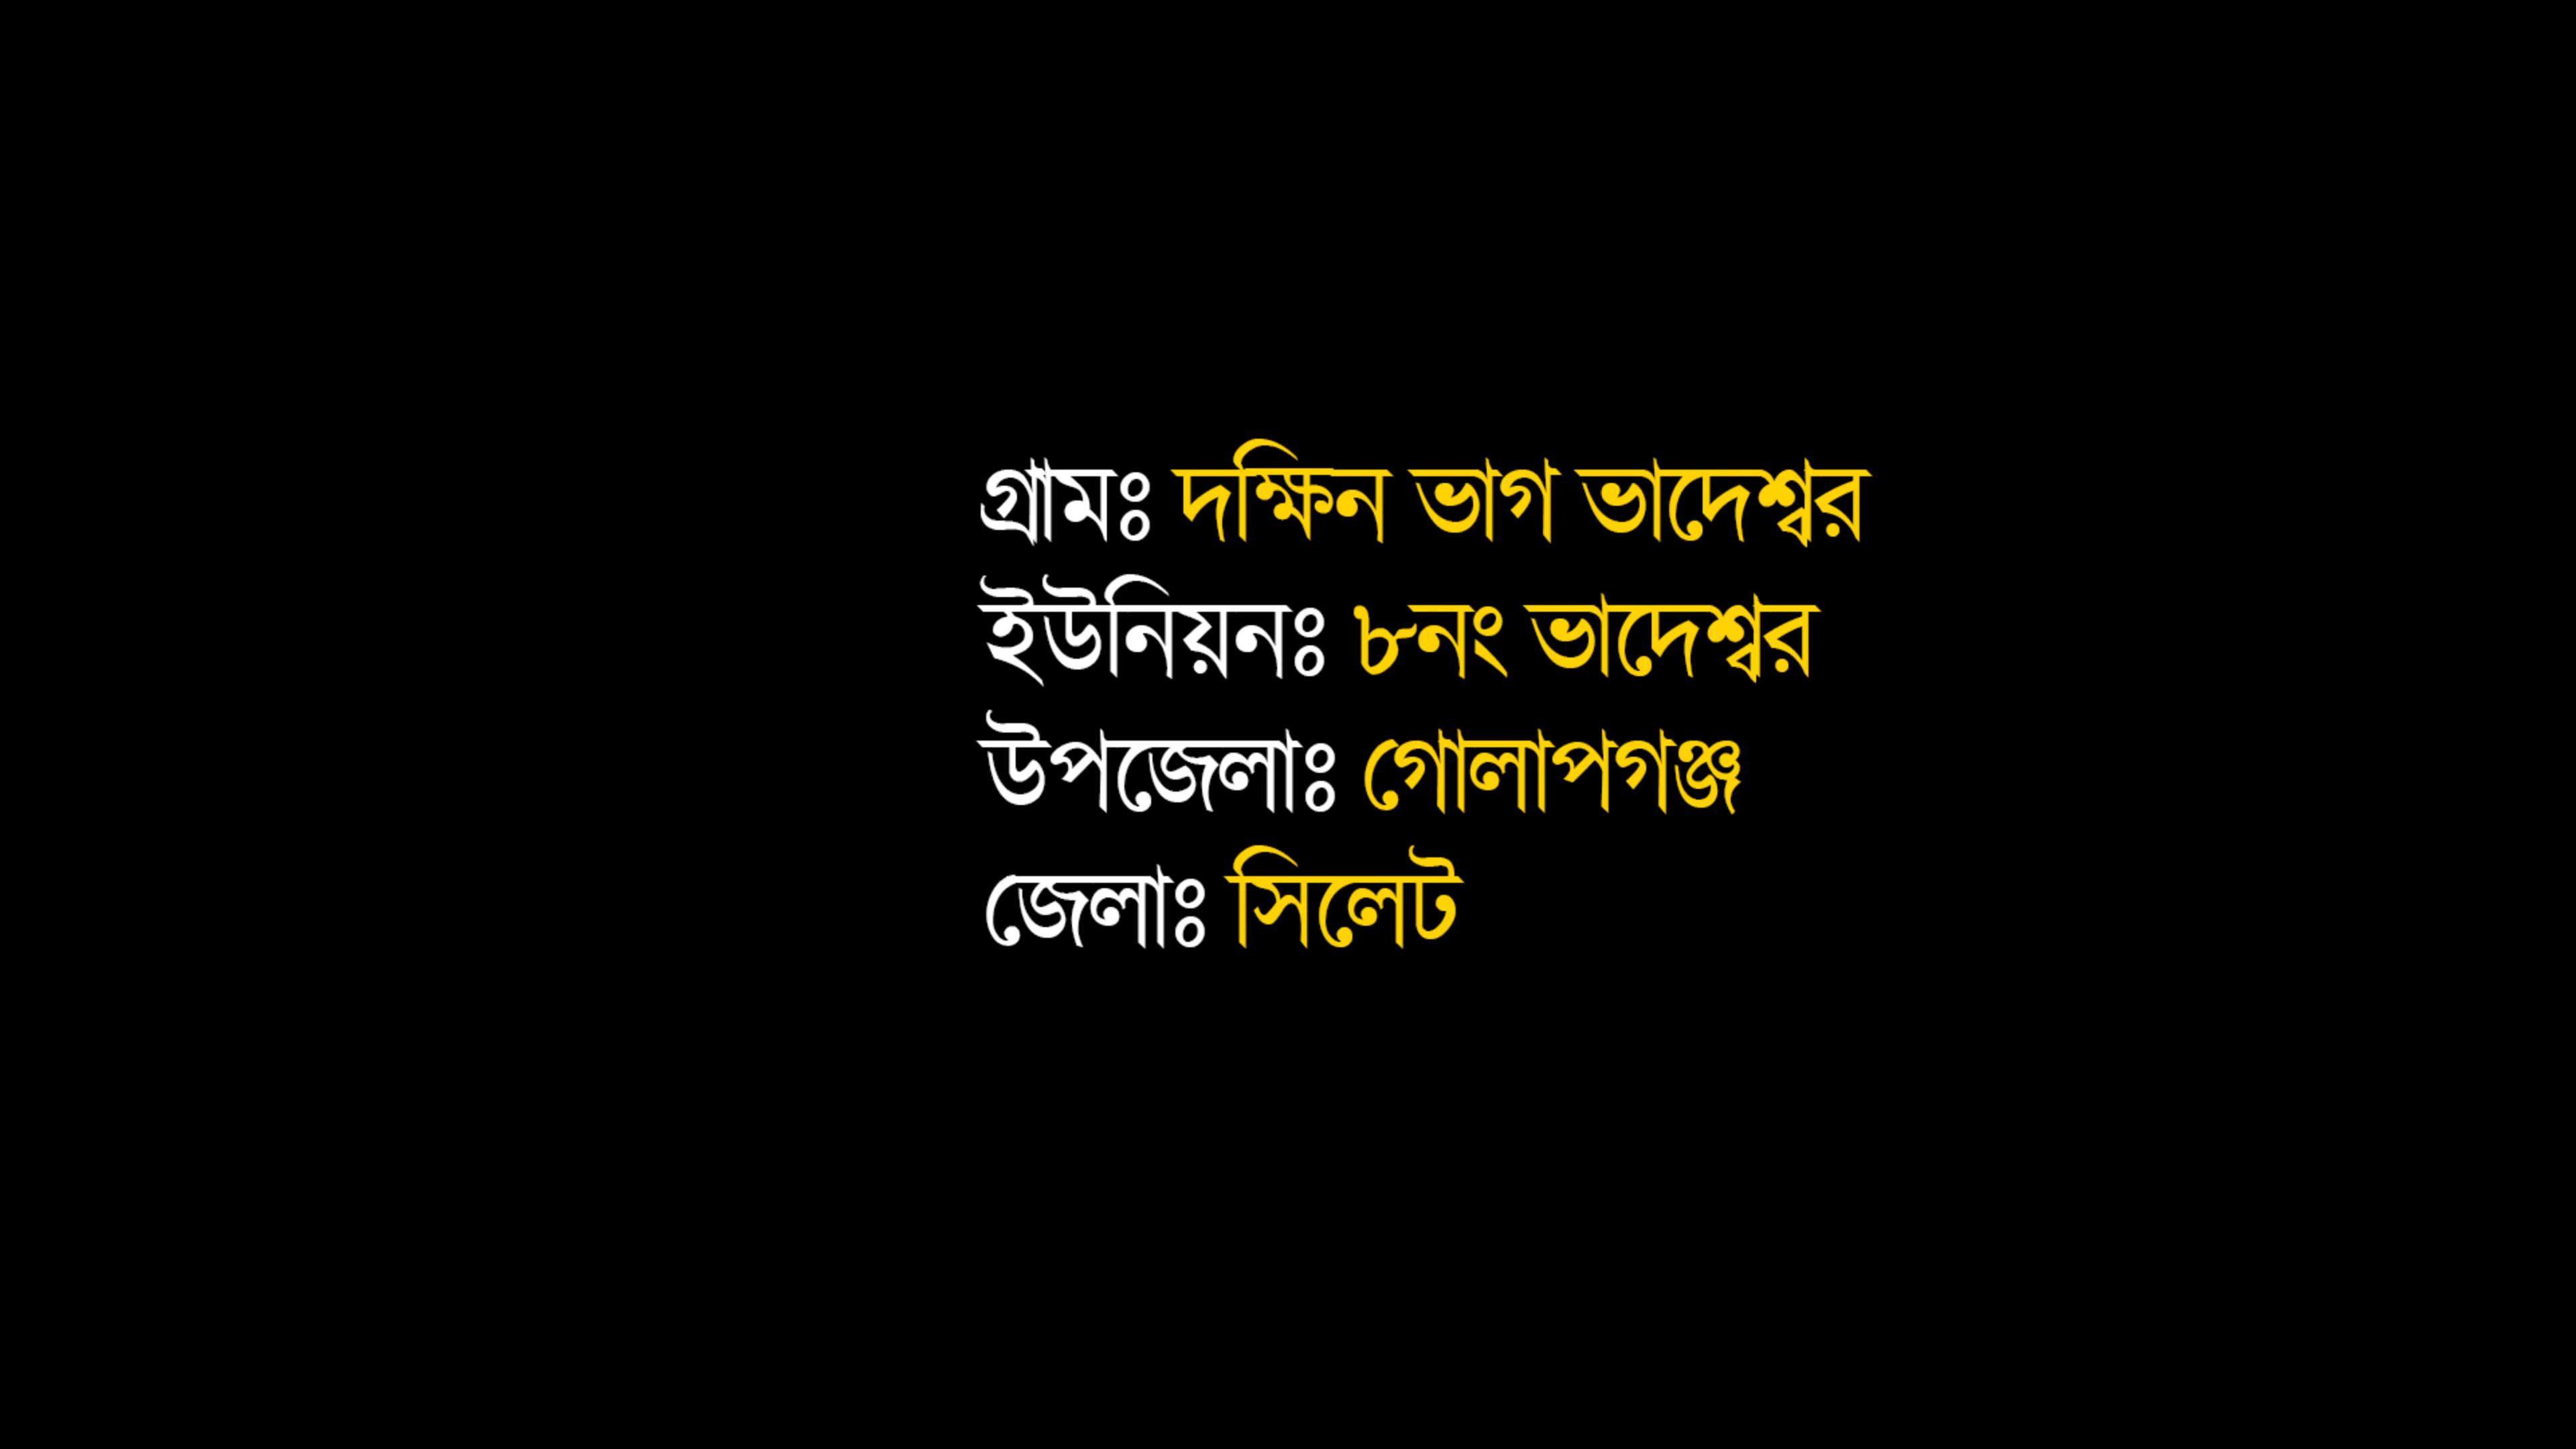 গ্রামঃ দক্ষিন ভাগ ভাদেশ্বর
ইউনিয়নঃ ৮নং ভাদেশ্বর
উপজেলাঃ গোলাপগঞ্জ
জেলাঃ সিলেট